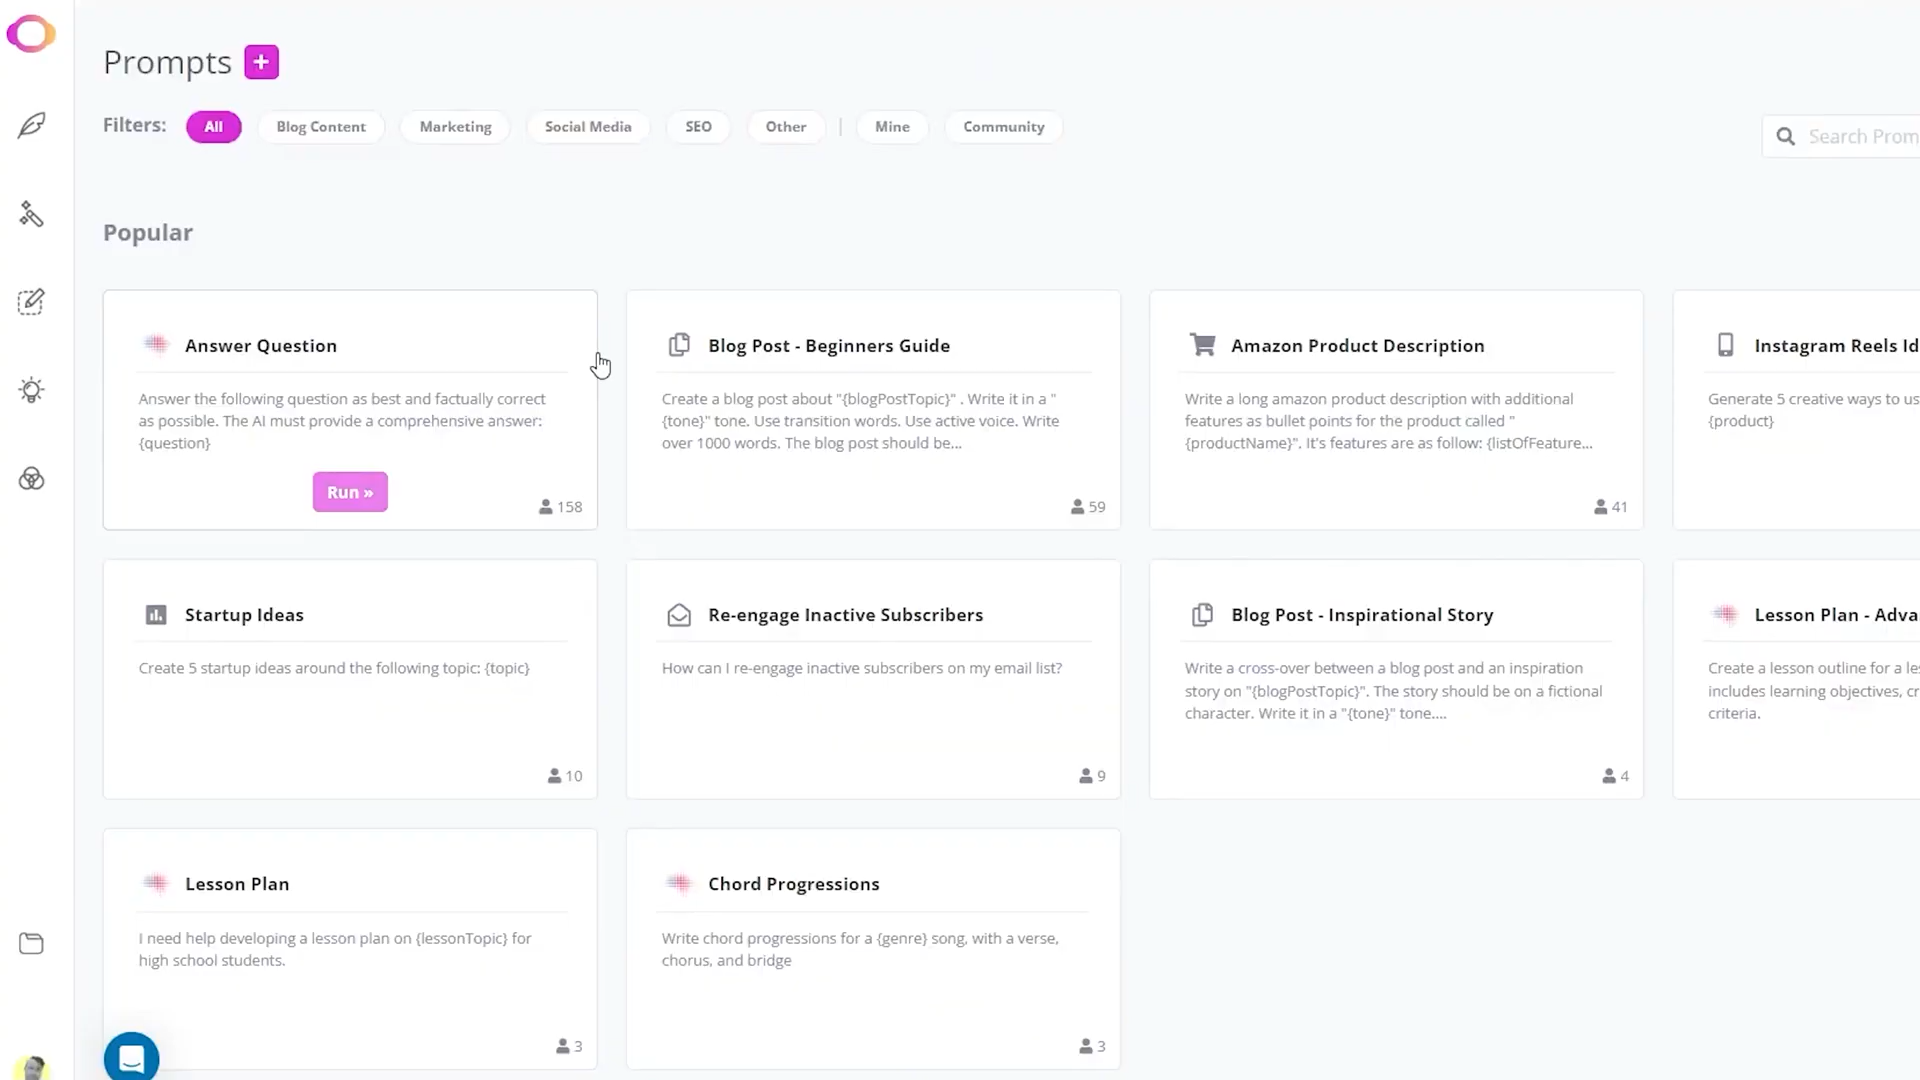 Prompts +
Filters: All Blog Content Marketing Social Media SEO Other | Mine Community
Search Prom
Popular
Answer Question
Answer the following question as best and factually correct
as possible. The AI must provide a comprehensive answer:
{question}
Run »
158
Blog Post - Beginners Guide
Create a blog post about "{blogPostTopic}" . Write it in a "
{tone}" tone. Use transition words. Use active voice. Write
over 1000 words. The blog post should be...
59
Amazon Product Description
Write a long amazon product description with additional
features as bullet points for the product called "
{productName}". It's features are as follow: {listOfFeature...
41
Instagram Reels Id
Generate 5 creative ways to us
{product}
Startup Ideas
Create 5 startup ideas around the following topic: {topic}
10
Re-engage Inactive Subscribers
How can I re-engage inactive subscribers on my email list?
9
Blog Post - Inspirational Story
Write a cross-over between a blog post and an inspiration
story on "{blogPostTopic}". The story should be on a fictional
character. Write it in a "{tone}" tone....
4
Lesson Plan - Adva
Create a lesson outline for a les
includes learning objectives, cr
criteria.
Lesson Plan
I need help developing a lesson plan on {lessonTopic} for
high school students.
3
Chord Progressions
Write chord progressions for a {genre} song, with a verse,
chorus, and bridge
3